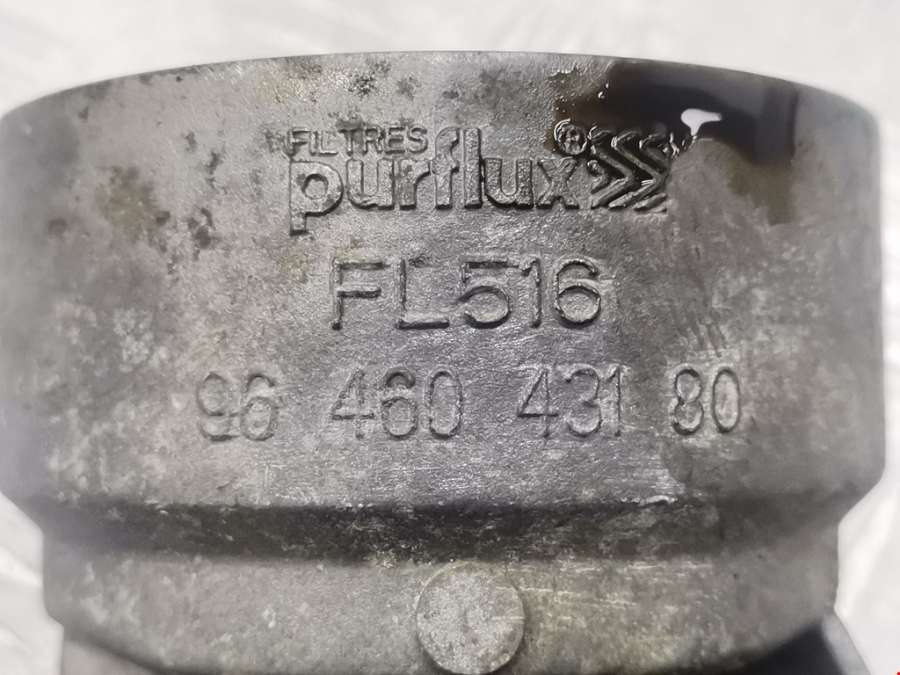 FILTRES
purflux®
FL516
96 460 431 80